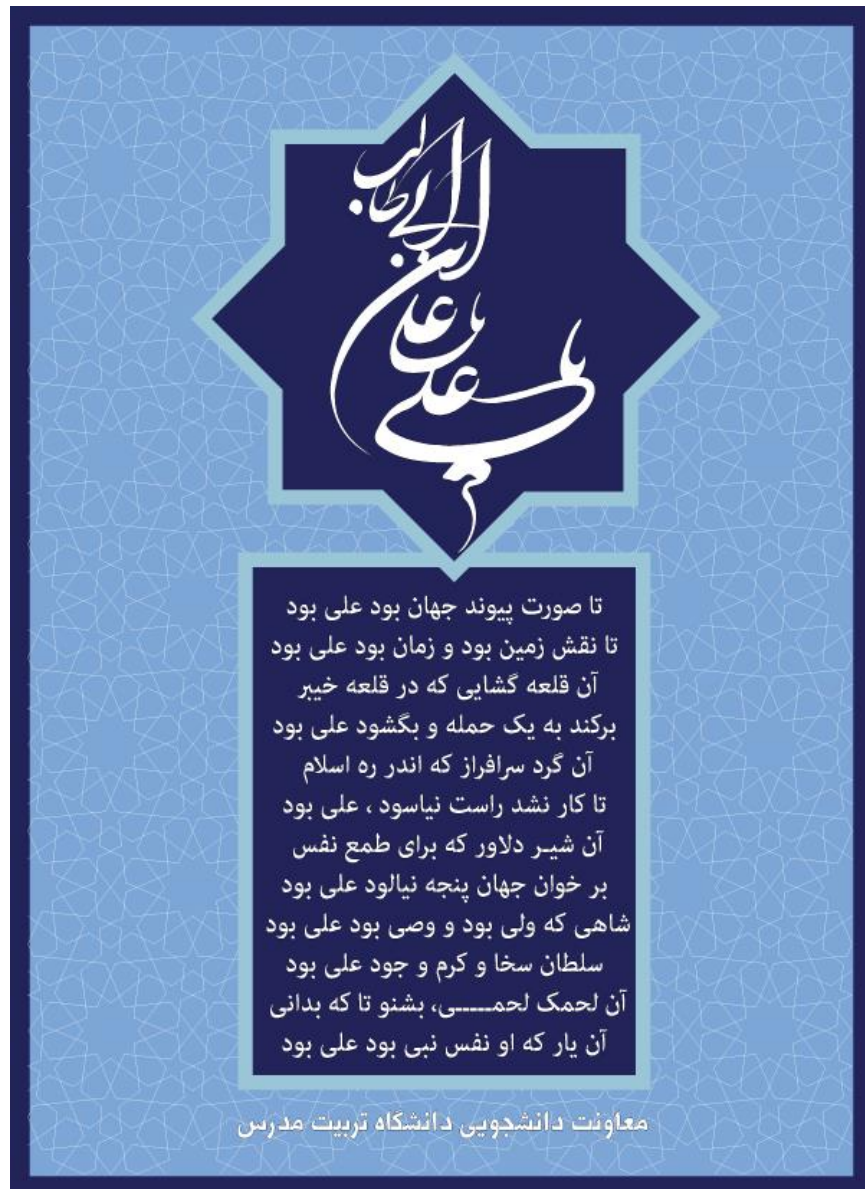 یا علی یا علی ابن ابی طالب
تا صورت پیوند جهان بود علی بود
تا نقش زمین بود و زمان بود علی بود
آن قلعه گشایی که در قلعه خیبر
برکند به یک حمله و بگشود علی بود
آن گرد سرافراز که اندر ره اسلام
تا کار نشد راست نیاسود ، علی بود
آن شیـر دلاور که برای طمع نفس
بر خوان جهان پنجه نیالود علی بود
شاهی که ولی بود و وصی بود علی بود
سلطان سخا و کرم و جود علی بود
آن لحمک لحمـــــی، بشنو تا که بدانی
آن یار که او نفس نبی بود علی بود
معاونت دانشجویی دانشگاه تربیت مدرس